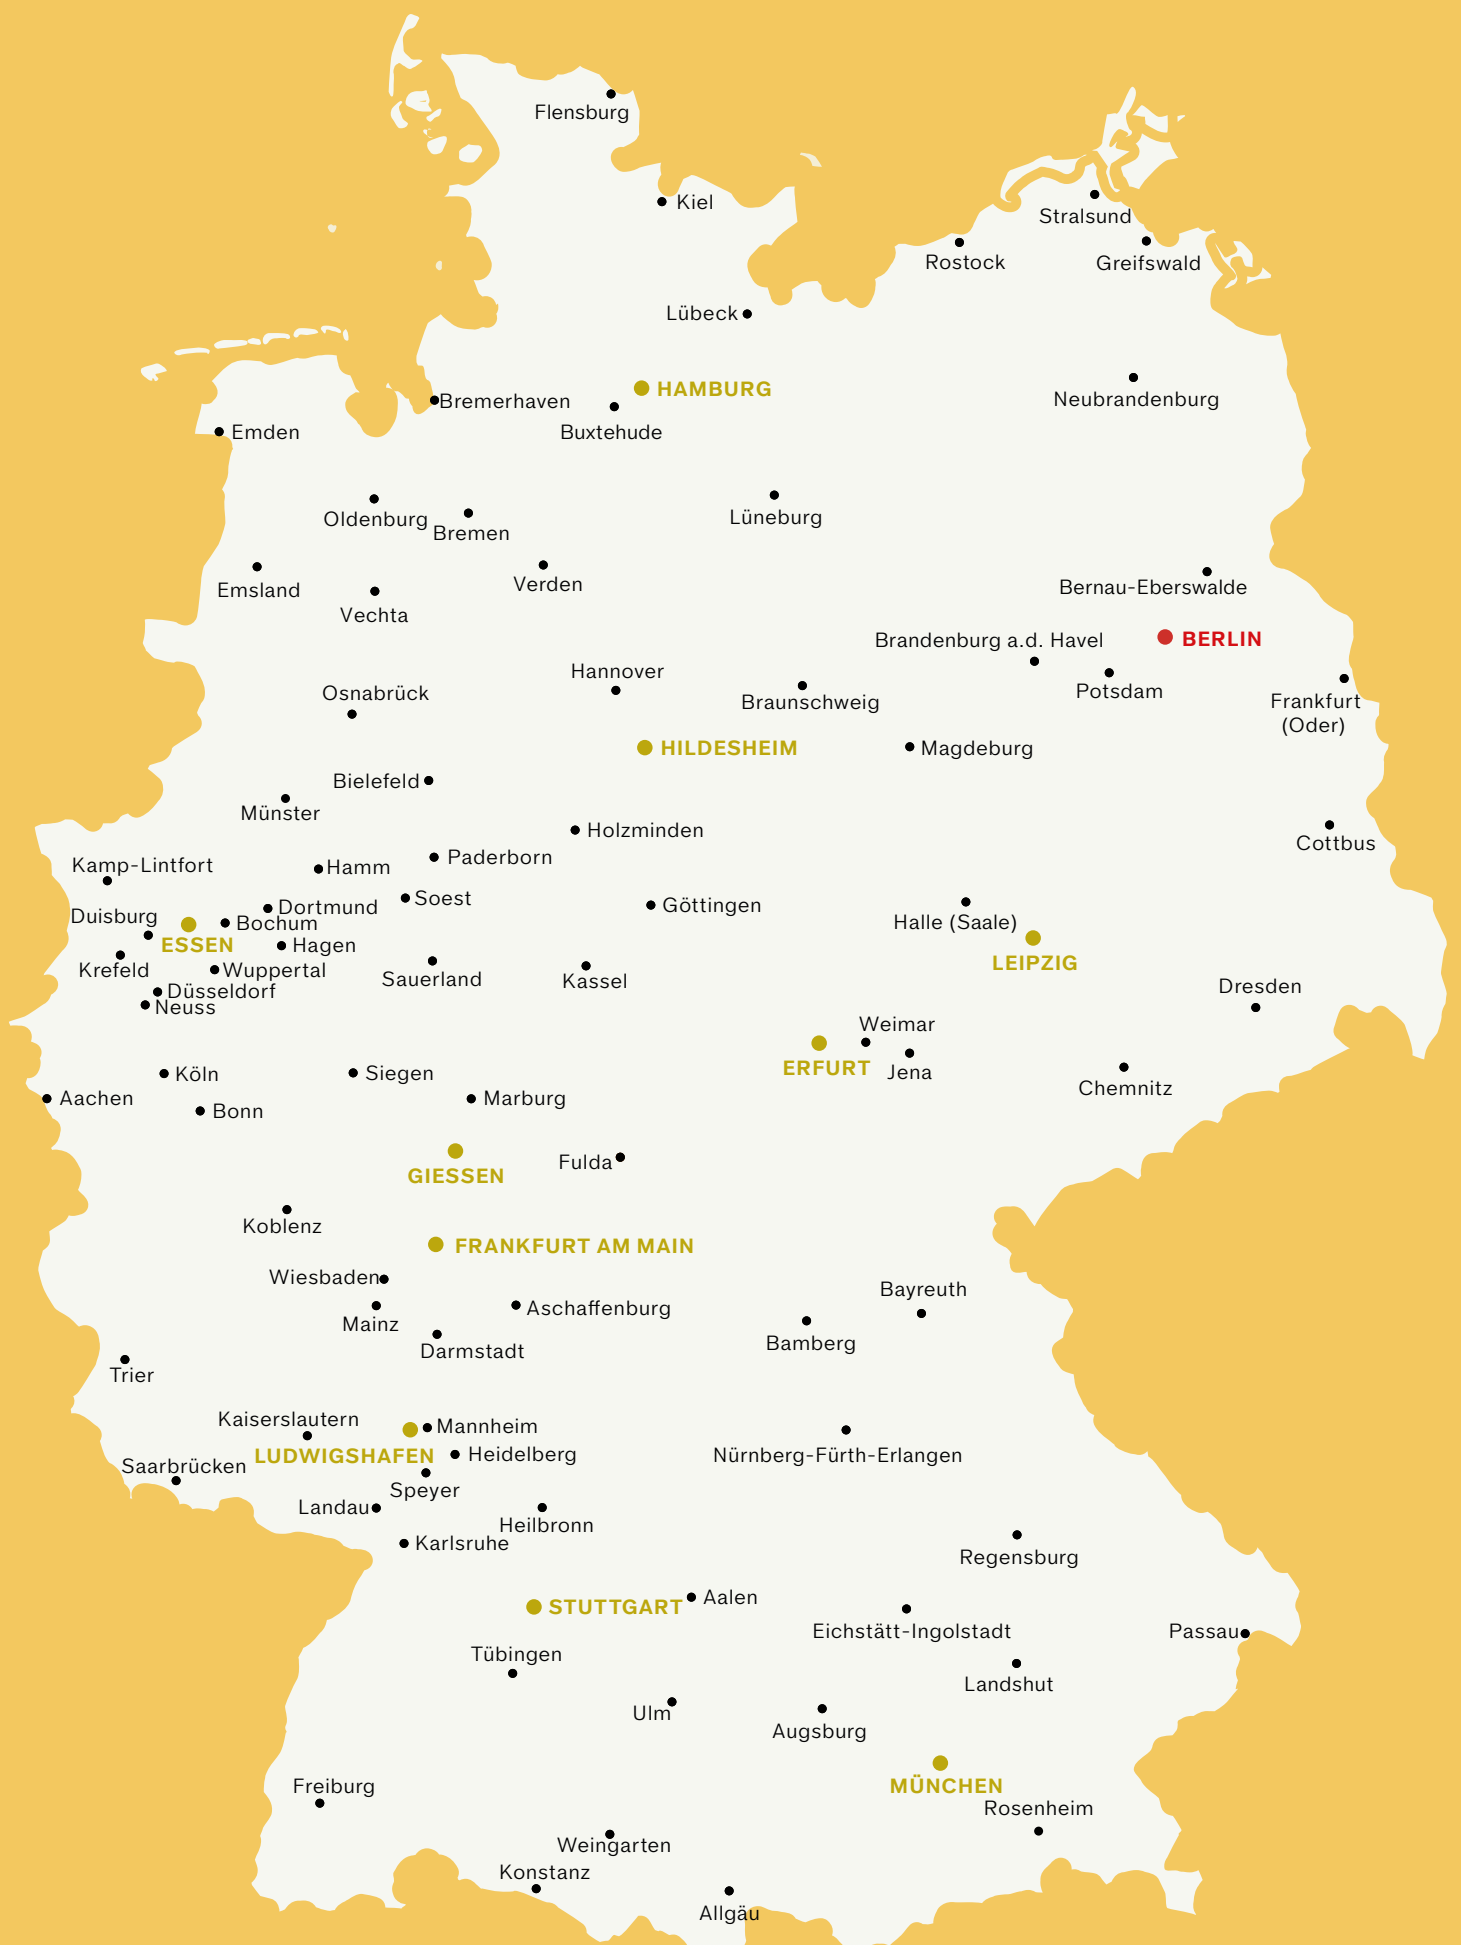 Flensburg
Kiel
Stralsund
Rostock
Greifswald
Lübeck
HAMBURG
Neubrandenburg
Bremerhaven
Buxtehude
Emden
Oldenburg
Bremen
Lüneburg
Verden
Emsland
Vechta
Bernau-Eberswalde
Brandenburg a.d. Havel
BERLIN
Hannover
Osnabrück
Braunschweig
Potsdam
Frankfurt
(Oder)
HILDESHEIM
Magdeburg
Bielefeld
Münster
Holzminden
Cottbus
Kamp-Lintfort
Hamm
Paderborn
Soest
Göttingen
Duisburg
Dortmund
Bochum
Halle (Saale)
ESSEN
Hagen
LEIPZIG
Krefeld
Wuppertal
Sauerland
Kassel
Dresden
Düsseldorf
Neuss
Weimar
ERFURT
Jena
Köln
Siegen
Chemnitz
Aachen
Bonn
Marburg
Fulda
GIESSEN
Koblenz
FRANKFURT AM MAIN
Wiesbaden
Bayreuth
Mainz
Aschaffenburg
Bamberg
Darmstadt
Trier
Kaiserslautern
Mannheim
LUDWIGSHAFEN
Heidelberg
Nürnberg-Fürth-Erlangen
Saarbrücken
Speyer
Landau
Heilbronn
Karlsruhe
Regensburg
STUTTGART
Aalen
Eichstätt-Ingolstadt
Passau
Tübingen
Landshut
Ulm
Augsburg
MÜNCHEN
Freiburg
Rosenheim
Weingarten
Konstanz
Allgäu